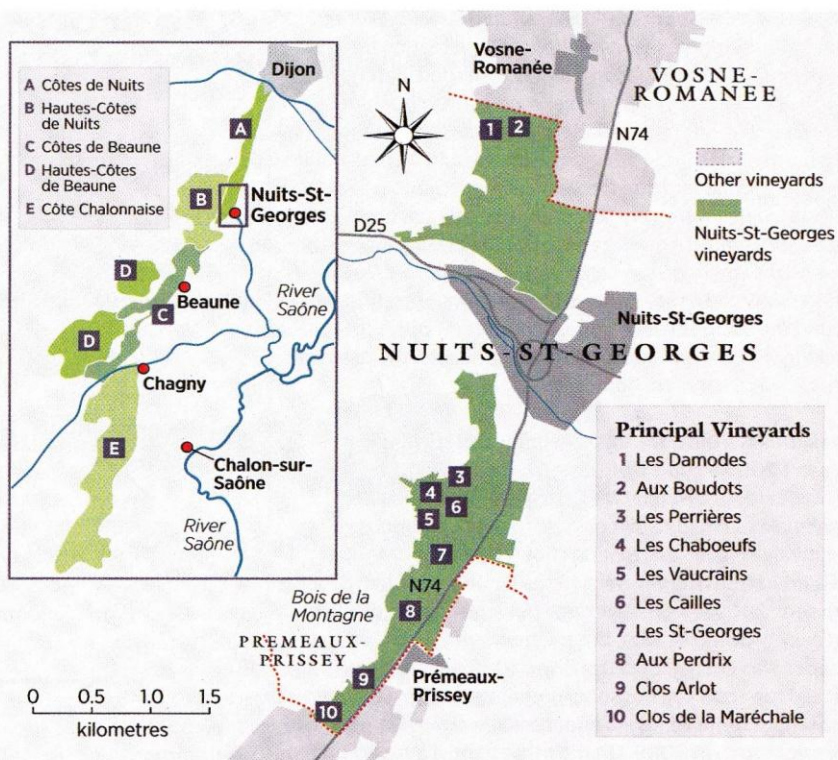 A Côtes de Nuits
B Hautes-Côtes
de Nuits
C Côtes de Beaune
D Hautes-Côtes
de Beaune
E Côte Chalonnaise
Dijon
A
B
Nuits-St-
Georges
D
Beaune
C
River
Saône
D
Chagny
E
Chalon-sur-
Saône
River
Saône
Vosne-
Romanée
VOSNE-
ROMANEE
N
1 2
N74
Other vineyards
Nuits-St-Georges
vineyards
D25
Nuits-St-Georges
NUITS-ST-GEORGES
3
4
6
5
7
N74
Bois de la
Montagne
8
PREMEAUX-
PRISSEY
9
Prémeaux-
Prissey
10
0 0.5 1.0 1.5
kilometres
Principal Vineyards
1 Les Damodes
2 Aux Boudots
3 Les Perrières
4 Les Chaboeufs
5 Les Vaucrains
6 Les Cailles
7 Les St-Georges
8 Aux Perdrix
9 Clos Arlot
10 Clos de la Maréchale